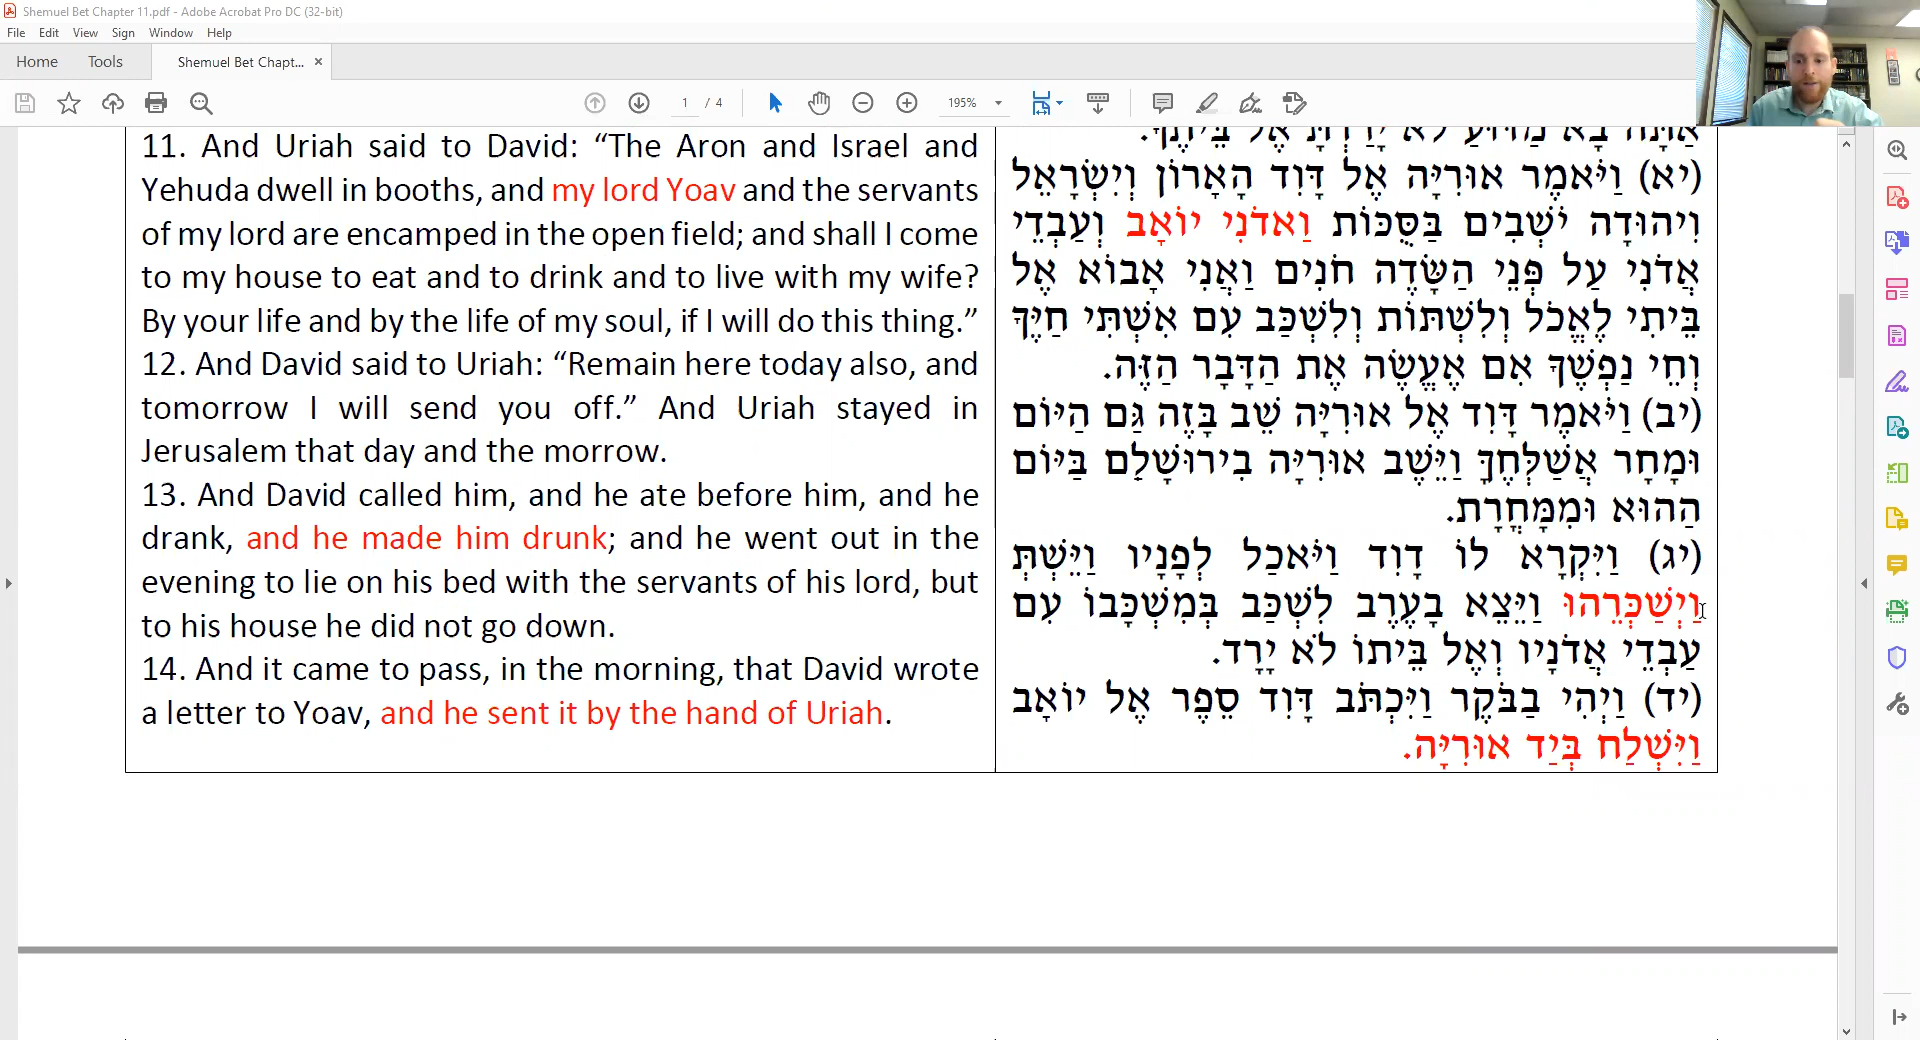 Shemuel Bet Chapter 11.pdf - Adobe Acrobat Pro DC (32-bit)
File Edit View Sign Window Help
Home Tools Shemuel Bet Chapt... ×
1 / 4 195%
11. And Uriah said to David: “The Aron and Israel and
Yehuda dwell in booths, and my lord Yoav and the servants
of my lord are encamped in the open field; and shall I come
to my house to eat and to drink and to live with my wife?
By your life and by the life of my soul, if I will do this thing.”
12. And David said to Uriah: “Remain here today also, and
tomorrow I will send you off.” And Uriah stayed in
Jerusalem that day and the morrow.
13. And David called him, and he ate before him, and he
drank, and he made him drunk; and he went out in the
evening to lie on his bed with the servants of his lord, but
to his house he did not go down.
14. And it came to pass, in the morning, that David wrote
a letter to Yoav, and he sent it by the hand of Uriah.
אַתָּה בָא מַדּוּעַ לֹא יָרַדְתָּ אֶל בֵּיתֶךָ.
(יא) וַיֹּאמֶר אוּרִיָּה אֶל דָּוִד הָאָרוֹן וְיִשְׂרָאֵל
וִיהוּדָה יֹשְׁבִים בַּסֻּכּוֹת וַאדֹנִי יוֹאָב וְעַבְדֵי
אֲדֹנִי עַל פְּנֵי הַשָּׂדֶה חֹנִים וַאֲנִי אָבוֹא אֶל
בֵּיתִי לֶאֱכֹל וְלִשְׁתּוֹת וְלִשְׁכַּב עִם אִשְׁתִּי חַיֶּךָ
וְחֵי נַפְשֶׁךָ אִם אֶעֱשֶׂה אֶת הַדָּבָר הַזֶּה.
(יב) וַיֹּאמֶר דָּוִד אֶל אוּרִיָּה שֵׁב בָּזֶה גַּם הַיּוֹם
וּמָחָר אֲשַׁלְּחֶךָּ וַיֵּשֶׁב אוּרִיָּה בִירוּשָׁלִַם בַּיּוֹם
הַהוּא וּמִמָּחֳרָת.
(יג) וַיִּקְרָא לוֹ דָוִד וַיֹּאכַל לְפָנָיו וַיֵּשְׁתְּ
וַיְשַׁכְּרֵהוּ וַיֵּצֵא בָעֶרֶב לִשְׁכַּב בְּמִשְׁכָּבוֹ עִם
עַבְדֵי אֲדֹנָיו וְאֶל בֵּיתוֹ לֹא יָרָד.
(יד) וַיְהִי בַבֹּקֶר וַיִּכְתֹּב דָּוִד סֵפֶר אֶל יוֹאָב
וַיִּשְׁלַח בְּיַד אוּרִיָּה.